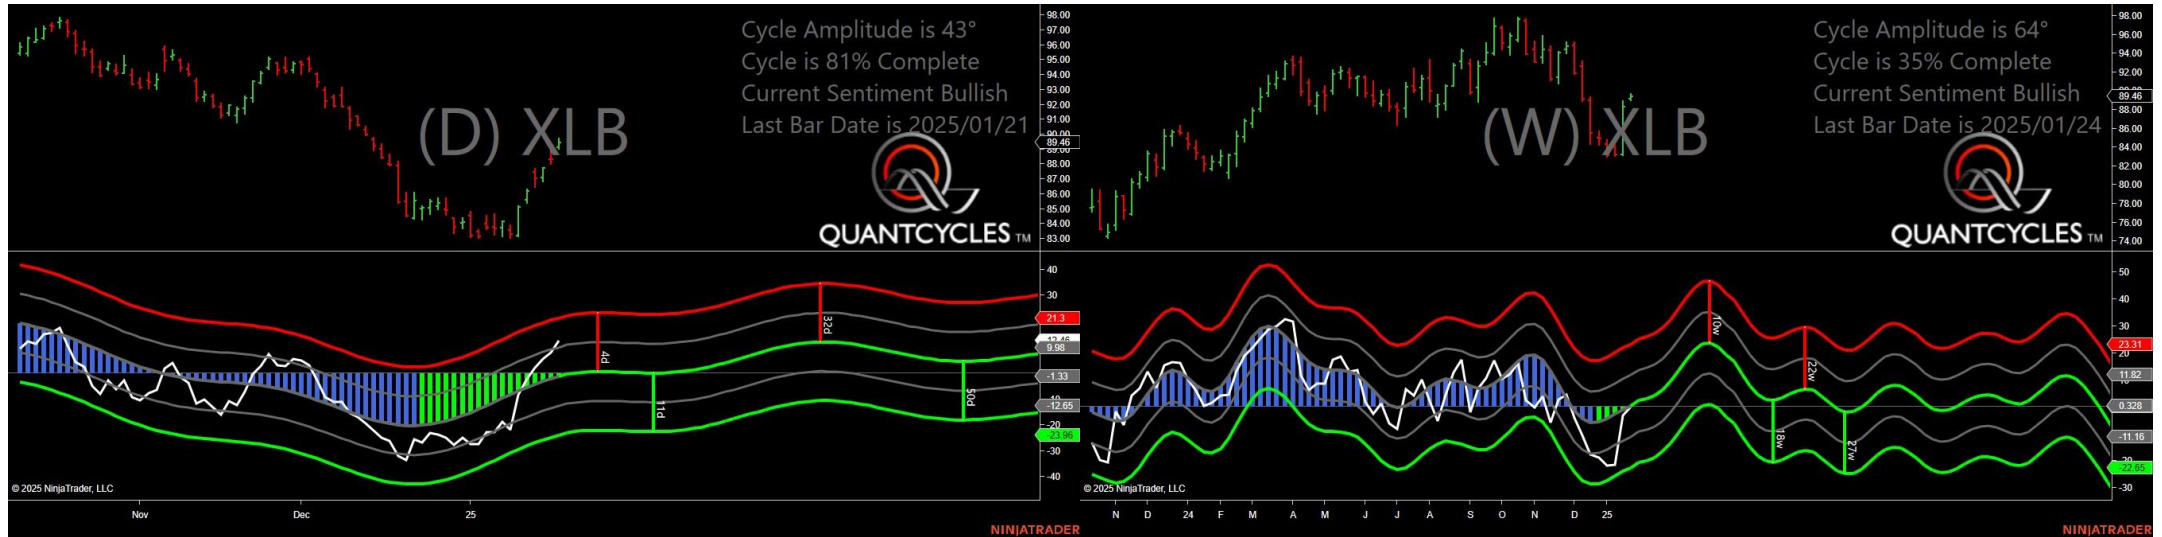 Cycle Amplitude is 43°
Cycle is 81% Complete
Current Sentiment Bullish
Last Bar Date is 2025/01/21
(D) XLB
QUANTCYCLES TM
98.00
97.00
96.00
95.00
94.00
93.00
92.00
91.00
90.00
89.46
89.00
88.00
87.00
86.00
85.00
84.00
83.00
40
30
21.3
12.46
9.98
-1.33
-12.65
-20
-23.96
-30
-40
4d
11d
32d
50d
© 2025 NinjaTrader, LLC
Nov
Dec
25
NINJATRADER
Cycle Amplitude is 64°
Cycle is 35% Complete
Current Sentiment Bullish
Last Bar Date is 2025/01/24
(W) XLB
QUANTCYCLES TM
98.00
96.00
94.00
92.00
89.46
88.00
86.00
84.00
82.00
80.00
78.00
76.00
74.00
50
40
30
23.31
20
11.82
0.328
-11.16
-22.65
-30
10w
22w
18w
27w
© 2025 NinjaTrader, LLC
N D 24 F M A M J J A S O N D 25
NINJATRADER